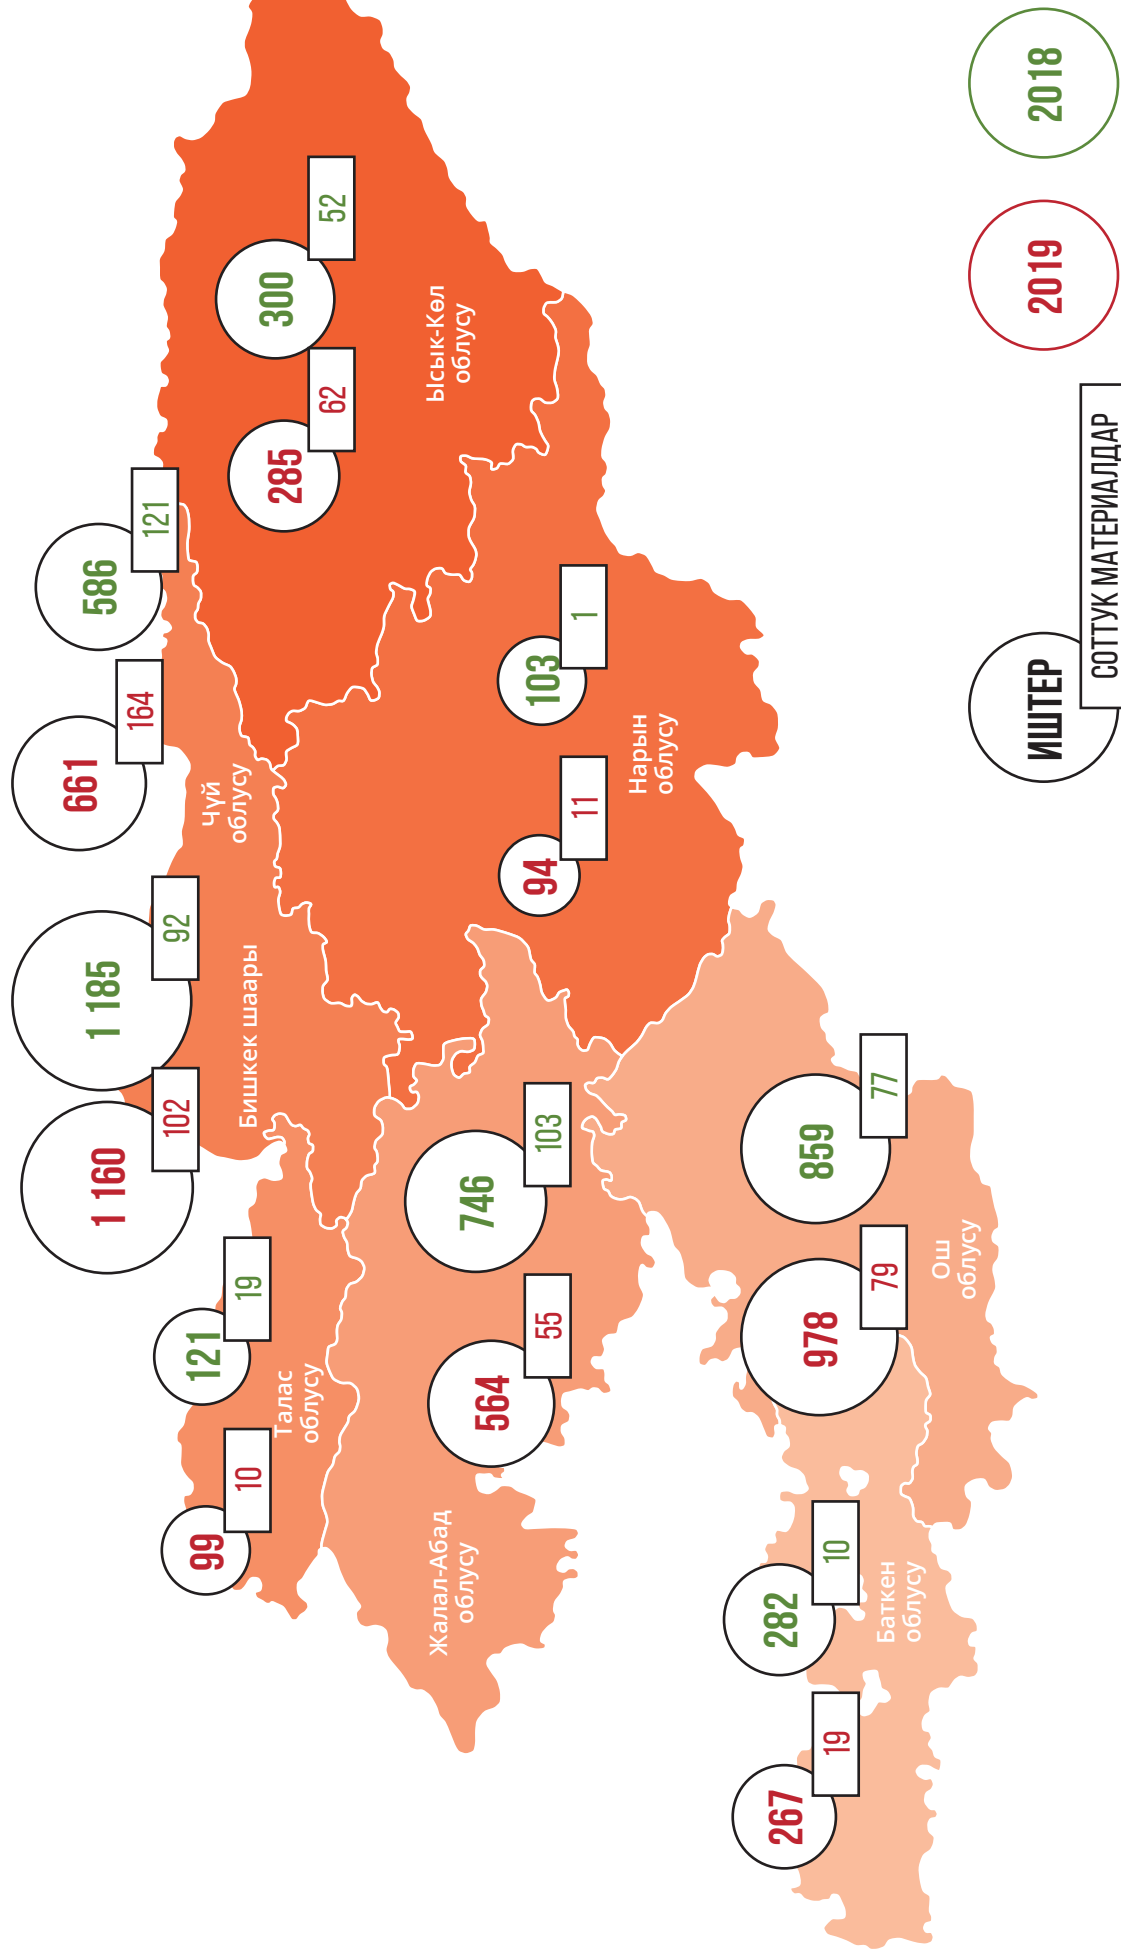 99
10
121
19
Талас
облусу
1 160
102
1 185
92
Бишкек шаары
661
164
586
121
Чүй
облусу
285
62
300
52
Ысык-Көл
облусу
564
55
746
103
Жалал-Абад
облусу
94
11
103
1
Нарын
облусу
267
19
282
10
Баткен
облусу
978
79
859
77
Ош
облусу
ИШТЕР
СОТТУК МАТЕРИАЛДАР
2019
2018